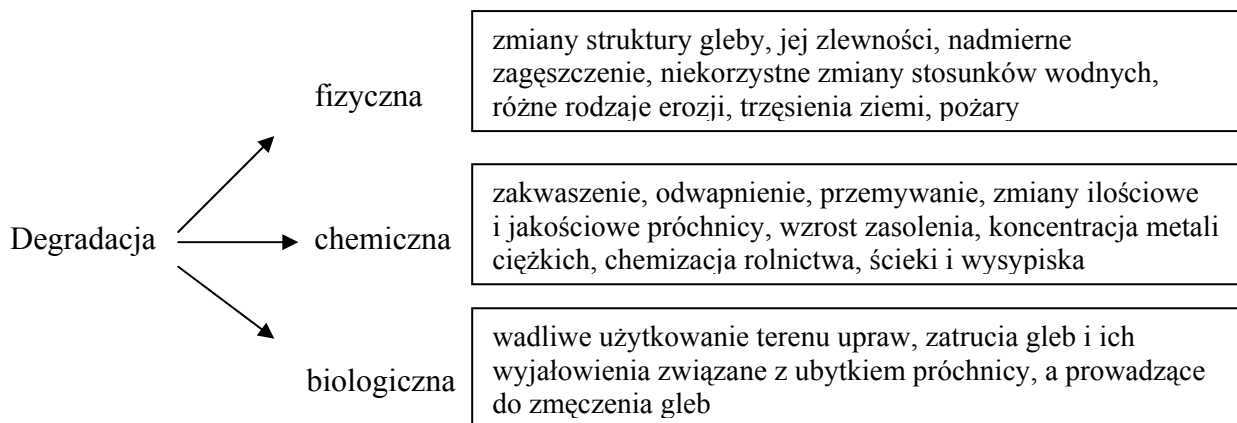 zmiany struktury gleby, jej zlewności, nadmierne
zagęszczenie, niekorzystne zmiany stosunków wodnych,
różne rodzaje erozji, trzęsienia ziemi, pożary
fizyczna
zakwaszenie, odwapnienie, przemywanie, zmiany ilościowe
i jakościowe próchnicy, wzrost zasolenia, koncentracja metali
ciężkich, chemizacja rolnictwa, ścieki i wysypiska
Degradacja
chemiczna
wadliwe użytkowanie terenu upraw, zatrucia gleb i ich
wyjałowienia związane z ubytkiem próchnicy, a prowadzące
do zmęczenia gleb
biologiczna